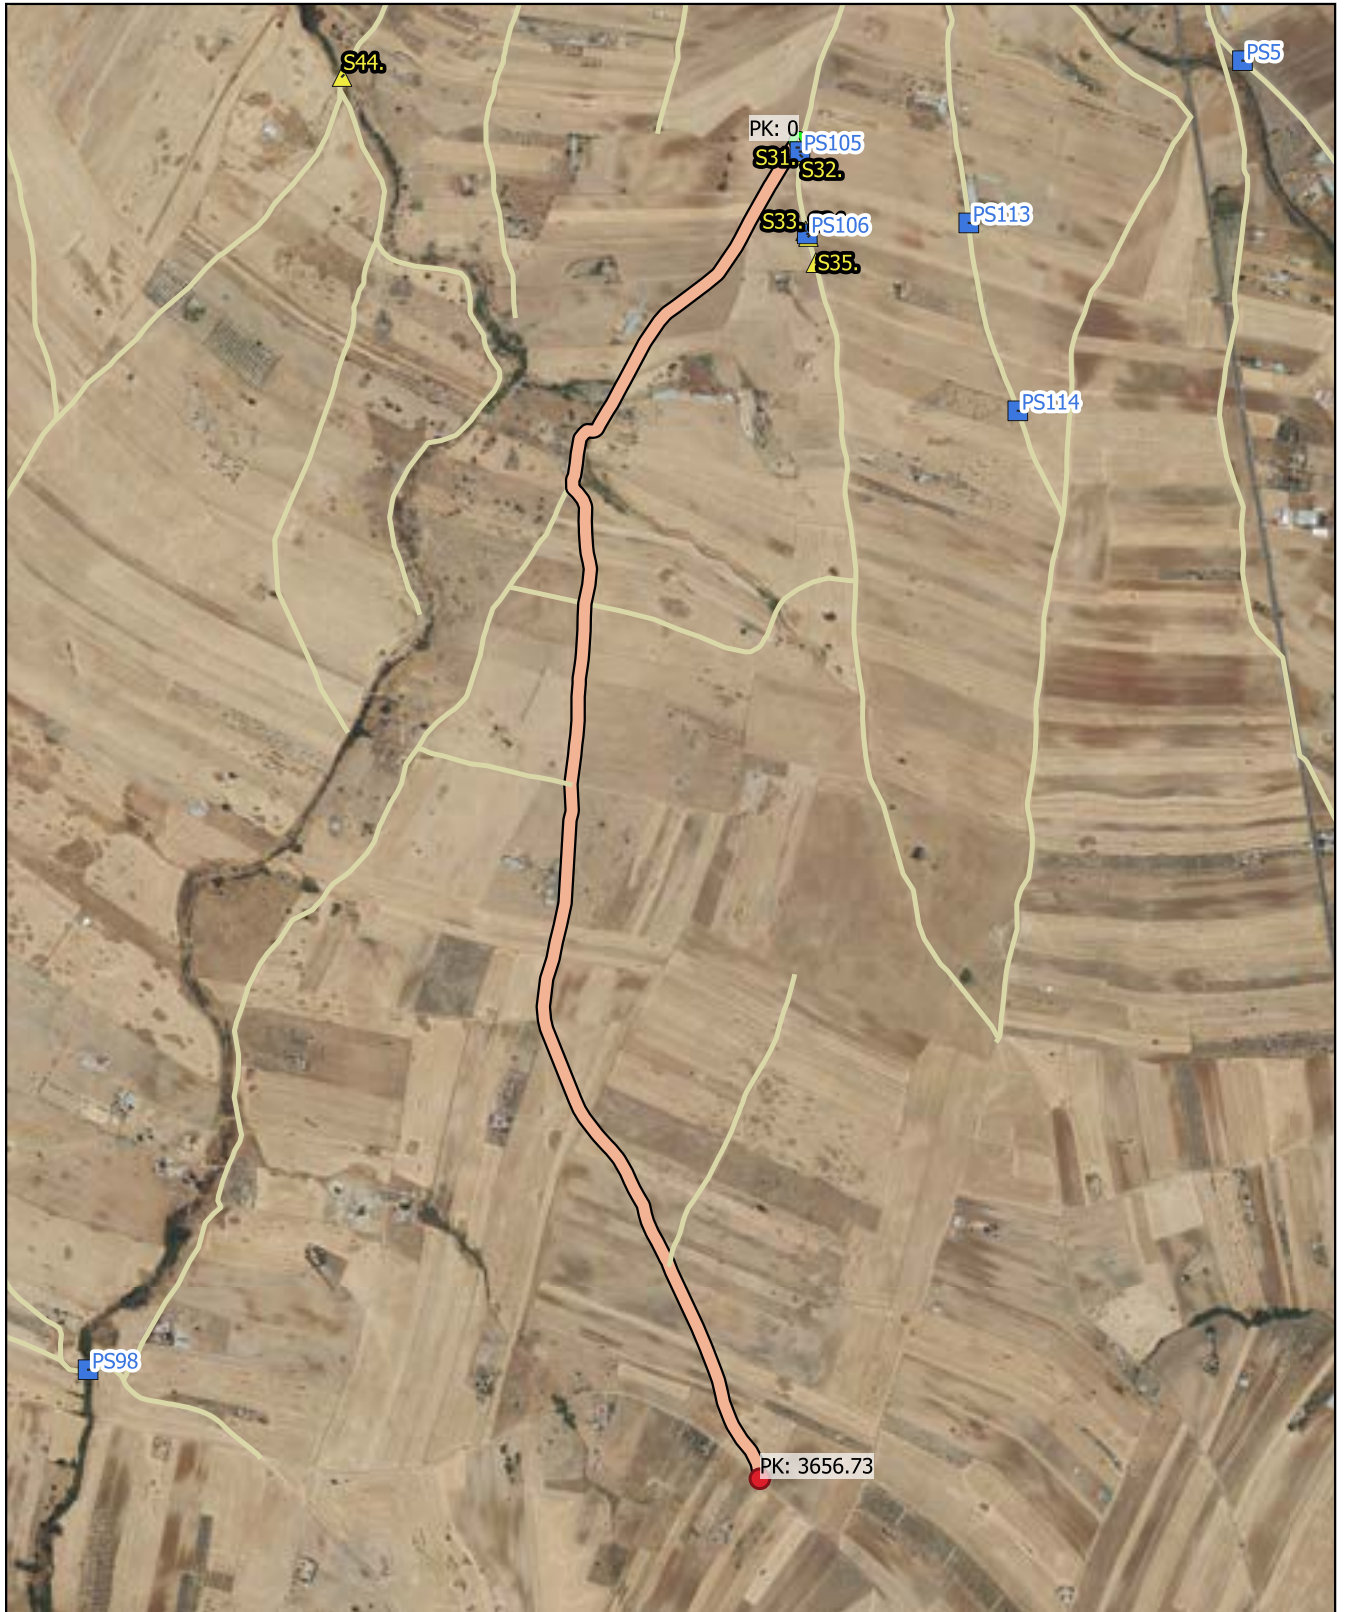 S44.
PS5
PK: 0
PS105
S31.
S32.
PS113
S33.
PS106
S35.
PS114
PS98
PK: 3656.73